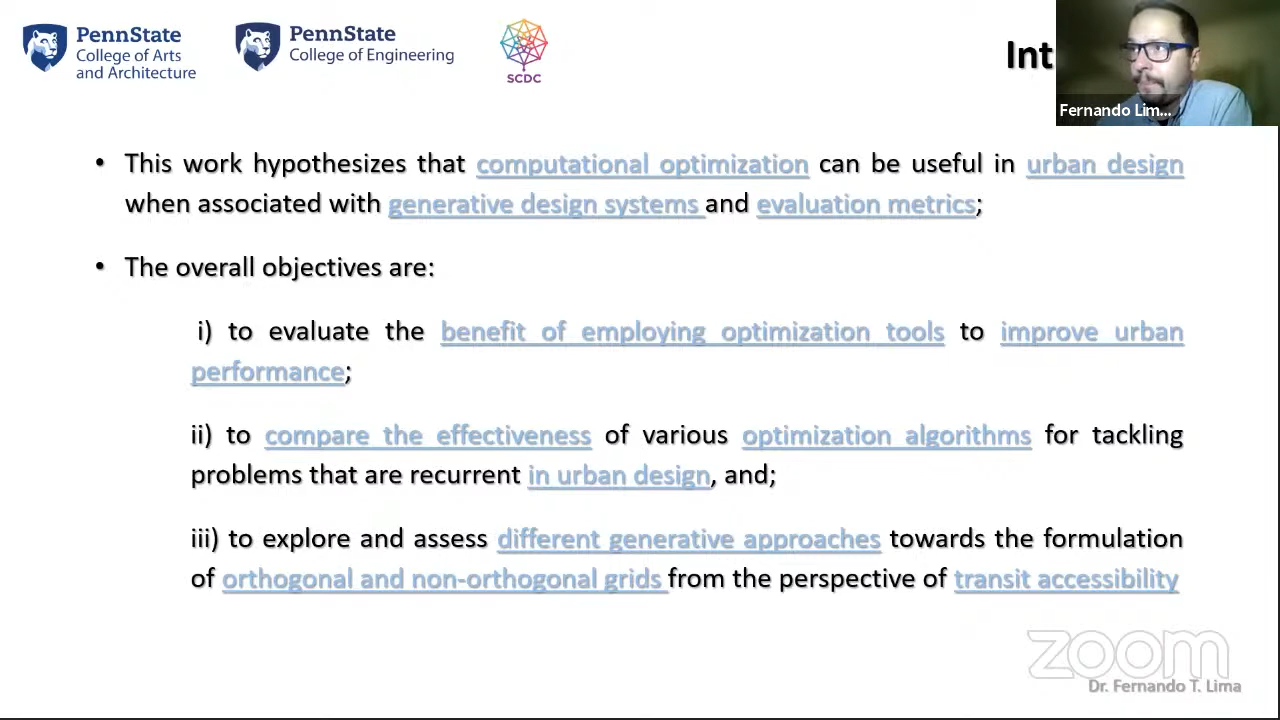 PennState
College of Arts
and Architecture
PennState
College of Engineering
SCDC
Int
Fernando Lim...
• This work hypothesizes that computational optimization can be useful in urban design
when associated with generative design systems and evaluation metrics;
• The overall objectives are:
i) to evaluate the benefit of employing optimization tools to improve urban
performance;
ii) to compare the effectiveness of various optimization algorithms for tackling
problems that are recurrent in urban design, and;
iii) to explore and assess different generative approaches towards the formulation
of orthogonal and non-orthogonal grids from the perspective of transit accessibility
zoom
Dr. Fernando T. Lima